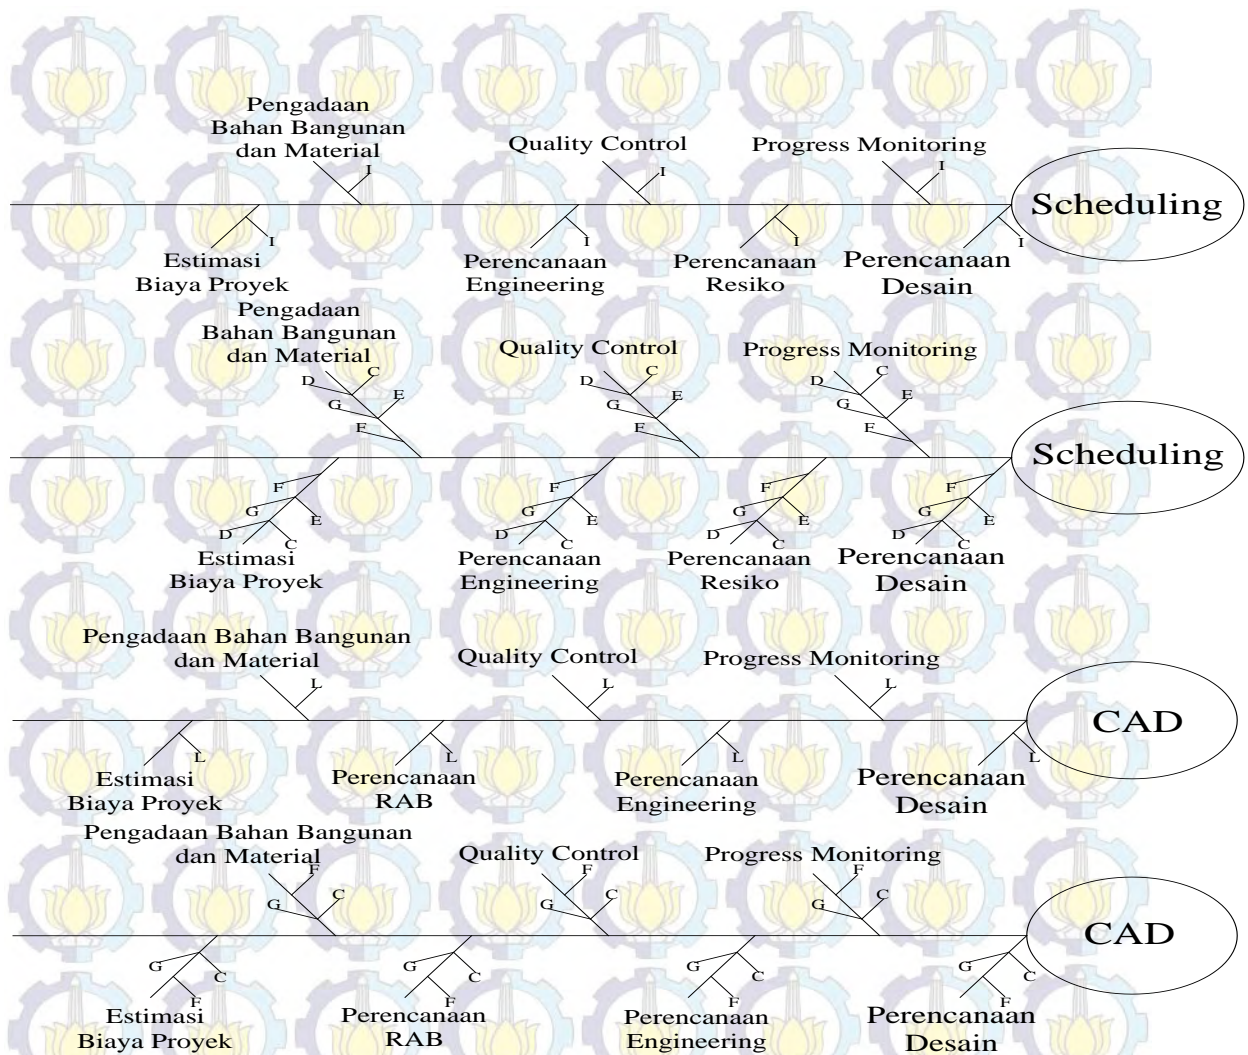 Pengadaan
Bahan Bangunan
dan Material
I
Quality Control
I
Progress Monitoring
I
Scheduling
I
Estimasi
Biaya Proyek
I
Perencanaan
Engineering
I
Perencanaan
Resiko
I
Perencanaan
Desain
Pengadaan
Bahan Bangunan
dan Material
D
C
G
E
F
Quality Control
D
C
G
E
F
Progress Monitoring
D
C
G
E
F
Scheduling
F
G
E
D
C
Estimasi
Biaya Proyek
F
G
E
D
C
Perencanaan
Engineering
F
G
E
D
C
Perencanaan
Resiko
F
G
E
D
C
Perencanaan
Desain
Pengadaan Bahan Bangunan
dan Material
L
Quality Control
L
Progress Monitoring
L
CAD
L
Estimasi
Biaya Proyek
L
Perencanaan
RAB
L
Perencanaan
Engineering
L
Perencanaan
Desain
Pengadaan Bahan Bangunan
dan Material
F
G
C
Quality Control
F
G
C
Progress Monitoring
F
G
C
CAD
G
C
F
Estimasi
Biaya Proyek
G
C
F
Perencanaan
RAB
G
C
F
Perencanaan
Engineering
G
C
F
Perencanaan
Desain